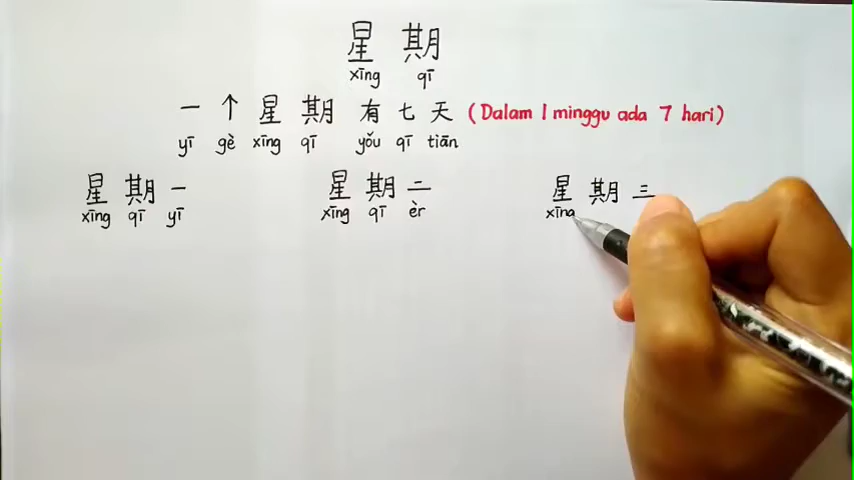 星 期
xīng qī
一 个 星 期 有 七 天 (Dalam 1 minggu ada 7 hari)
yī gè xīng qī yǒu qī tiān
星 期 一 星 期 二 星 期 三
xīng qī yī xīng qī èr xīng